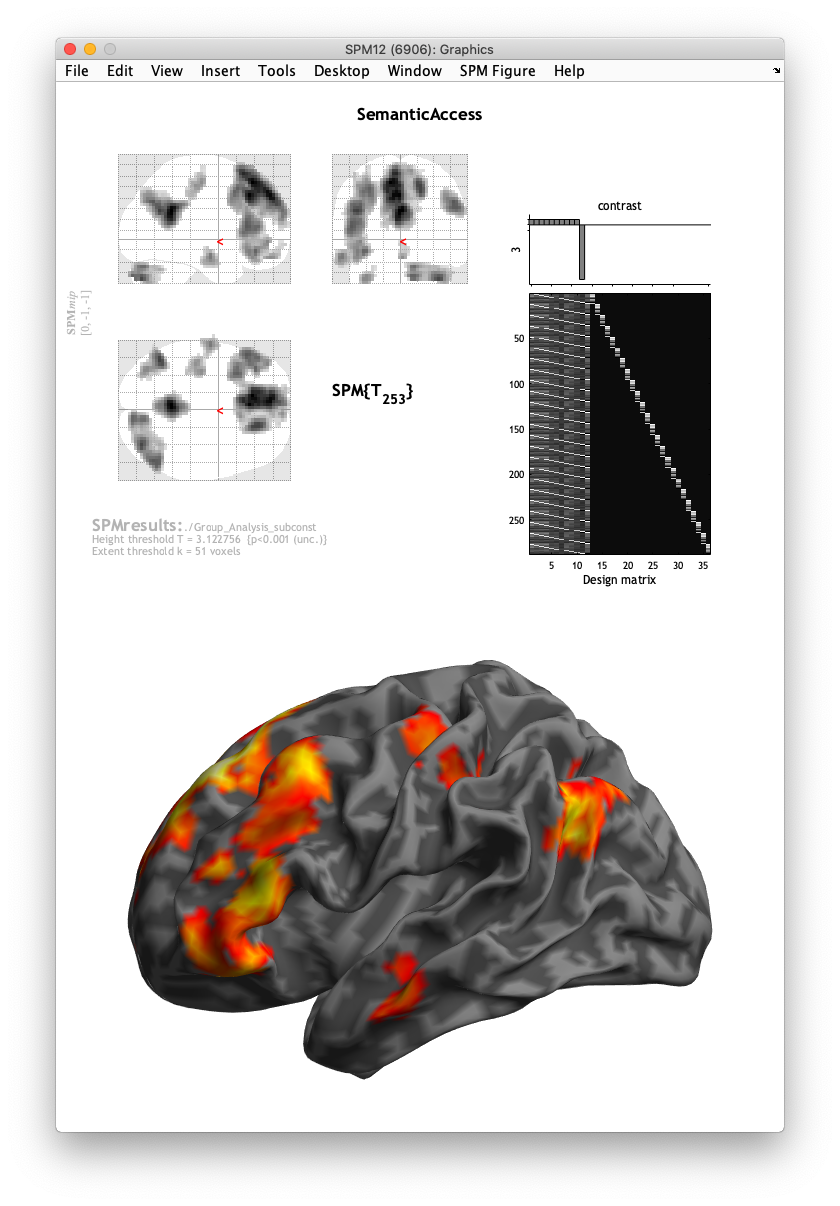 SPM12 (6906): Graphics
File Edit View Insert Tools Desktop Window SPM Figure Help
SemanticAccess
SPMmip
[0, -1, -1]
<
<
<
SPM{T253}
contrast
3
50
100
150
200
250
5 10 15 20 25 30 35
Design matrix
SPMresults: ./Group_Analysis_subconst
Height threshold T = 3.122756 {p<0.001 (unc.)}
Extent threshold k = 51 voxels